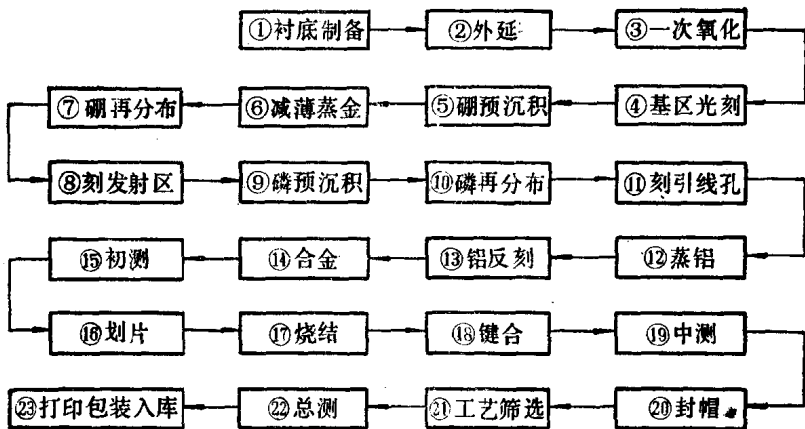 ①衬底制备
②外延
③一次氧化
④基区光刻
⑤硼预沉积
⑥减薄蒸金
⑦硼再分布
⑧刻发射区
⑨磷预沉积
⑩磷再分布
⑪刻引线孔
⑫蒸铝
⑬铝反刻
⑭合金
⑮初测
⑯划片
⑰烧结
⑱键合
⑲中测
⑳封帽
㉑工艺筛选
㉒总测
㉓打印包装入库